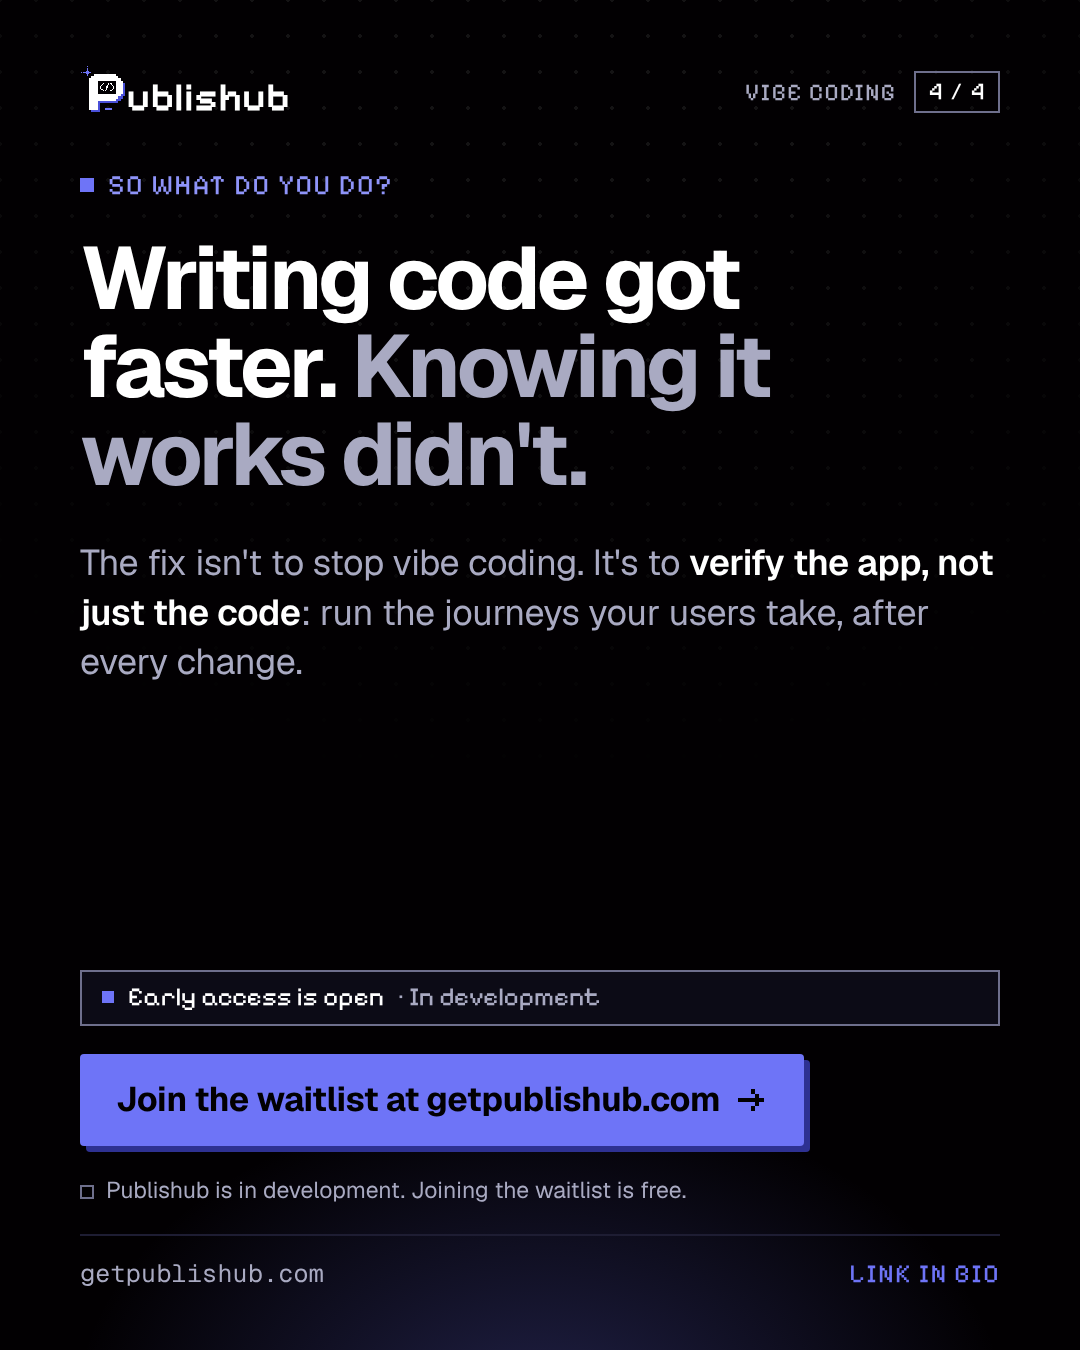 Publishub
VIBE CODING
4 / 4
SO WHAT DO YOU DO?
Writing code got
faster. Knowing it
works didn't.
The fix isn't to stop vibe coding. It's to verify the app, not
just the code: run the journeys your users take, after
every change.
Early access is open · In development
Join the waitlist at getpublishub.com →
Publishub is in development. Joining the waitlist is free.
getpublishub.com
LINK IN BIO